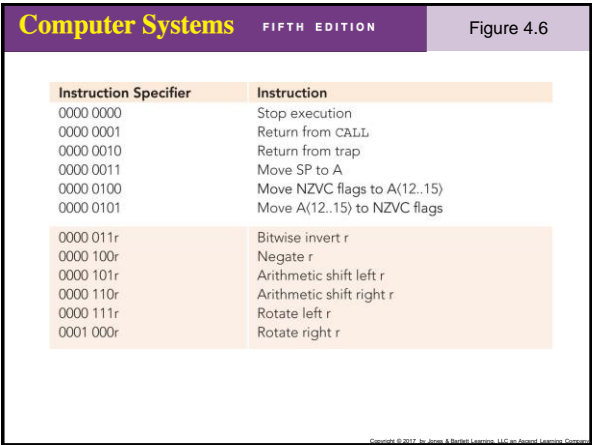 Computer Systems FIFTH EDITION Figure 4.6
Instruction Specifier Instruction
0000 0000 Stop execution
0000 0001 Return from CALL
0000 0010 Return from trap
0000 0011 Move SP to A
0000 0100 Move NZVC flags to A⟨12..15⟩
0000 0101 Move A⟨12..15⟩ to NZVC flags
0000 011r Bitwise invert r
0000 100r Negate r
0000 101r Arithmetic shift left r
0000 110r Arithmetic shift right r
0000 111r Rotate left r
0001 000r Rotate right r
Copyright © 2017 by Jones & Bartlett Learning, LLC an Ascend Learning Company